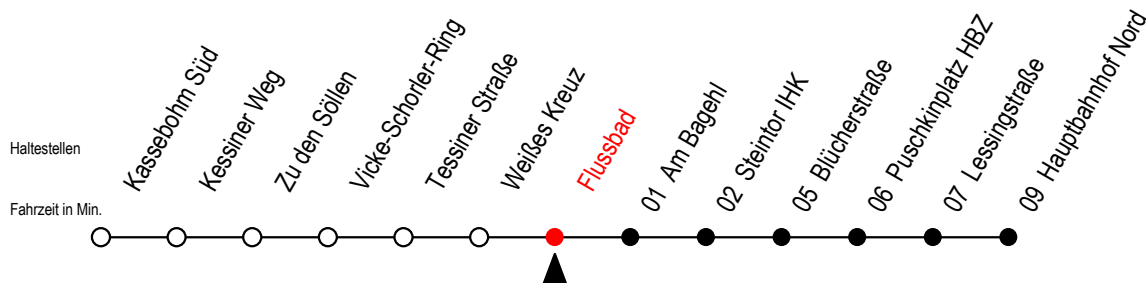 Haltestellen
Fahrzeit in Min.
Kassebohm Süd
Kessiner Weg
Zu den Söllen
Vicke-Schorler-Ring
Tessiner Straße
Weißes Kreuz
Flussbad
01 Am Bagehl
02 Steintor IHK
05 Blücherstraße
06 Puschkinplatz HBZ
07 Lessingstraße
09 Hauptbahnhof Nord